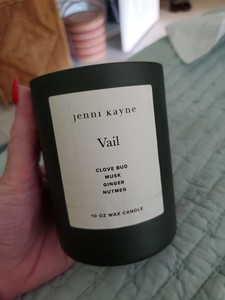 jenni kayne
Vail
CLOVE BUD
MUSK
GINGER
NUTMEG
10 OZ WAX CANDLE